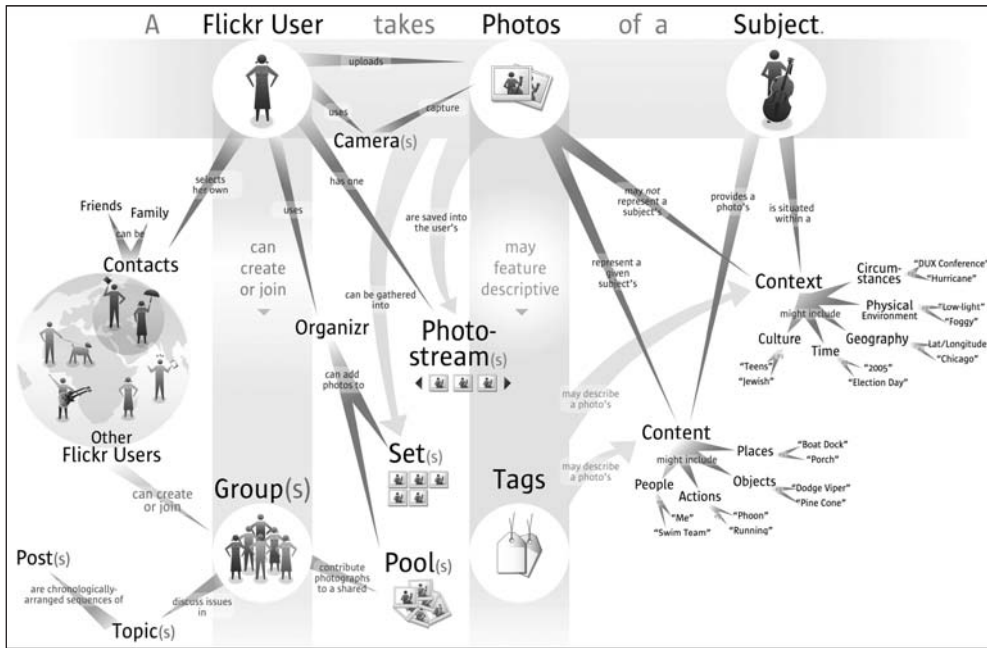 A Flickr User takes Photos of a Subject.
uploads
uses
capture
Camera(s)
selects
her own
uses
has one
are saved into
the user's
may not
represent a
subject's
provides a
photo's
is situated
within a
Friends
Family
can be
Contacts
can
create
or join
may
feature
descriptive
represent a
given
subject's
can be gathered
into
Organizr
Photo-
stream(s)
can add
photos to
Context
might include
Circum-
stances
"DUX Conference"
"Hurricane"
Physical
Environment
"Low-light"
"Foggy"
Geography
Lat/Longitude
"Chicago"
Time
"2005"
"Election Day"
Culture
"Teens"
"Jewish"
may describe
a photo's
Other
Flickr Users
can create
or join
Group(s)
Set(s)
Tags
may describe
a photo's
Content
might include
Places
"Boat Dock"
"Porch"
Objects
"Dodge Viper"
"Pine Cone"
People
"Me"
"Swim Team"
Actions
"Phoon"
"Running"
Post(s)
are chronologically-
arranged sequences of
Topic(s)
discuss issues
in
contribute
photographs
to a shared
Pool(s)